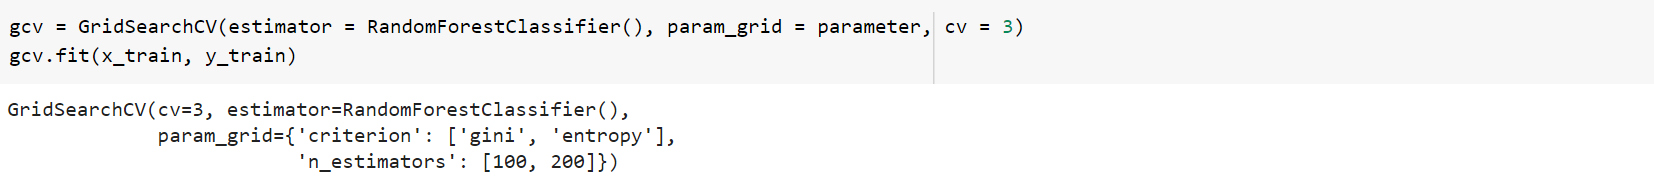 gcv = GridSearchCV(estimator = RandomForestClassifier(), param_grid = parameter, cv = 3)
gcv.fit(x_train, y_train)
GridSearchCV(cv=3, estimator=RandomForestClassifier(),
             param_grid={'criterion': ['gini', 'entropy'],
                         'n_estimators': [100, 200]})